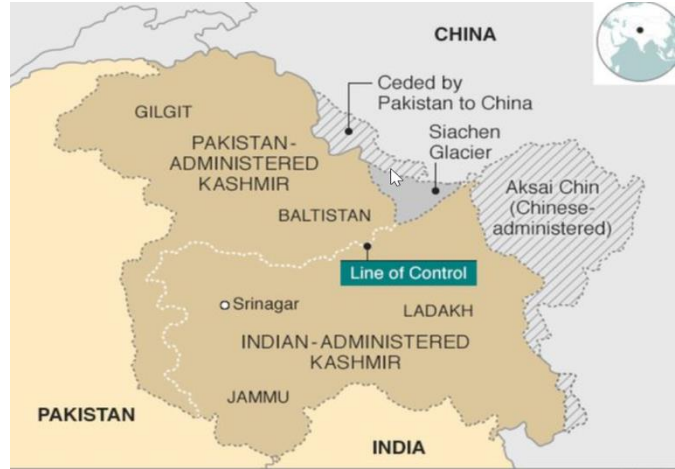 CHINA
Ceded by
Pakistan to China
GILGIT
Siachen
Glacier
PAKISTAN-
ADMINISTERED
KASHMIR
Aksai Chin
(Chinese-
administered)
BALTISTAN
Line of Control
Srinagar
LADAKH
INDIAN-ADMINISTERED
KASHMIR
JAMMU
PAKISTAN
INDIA